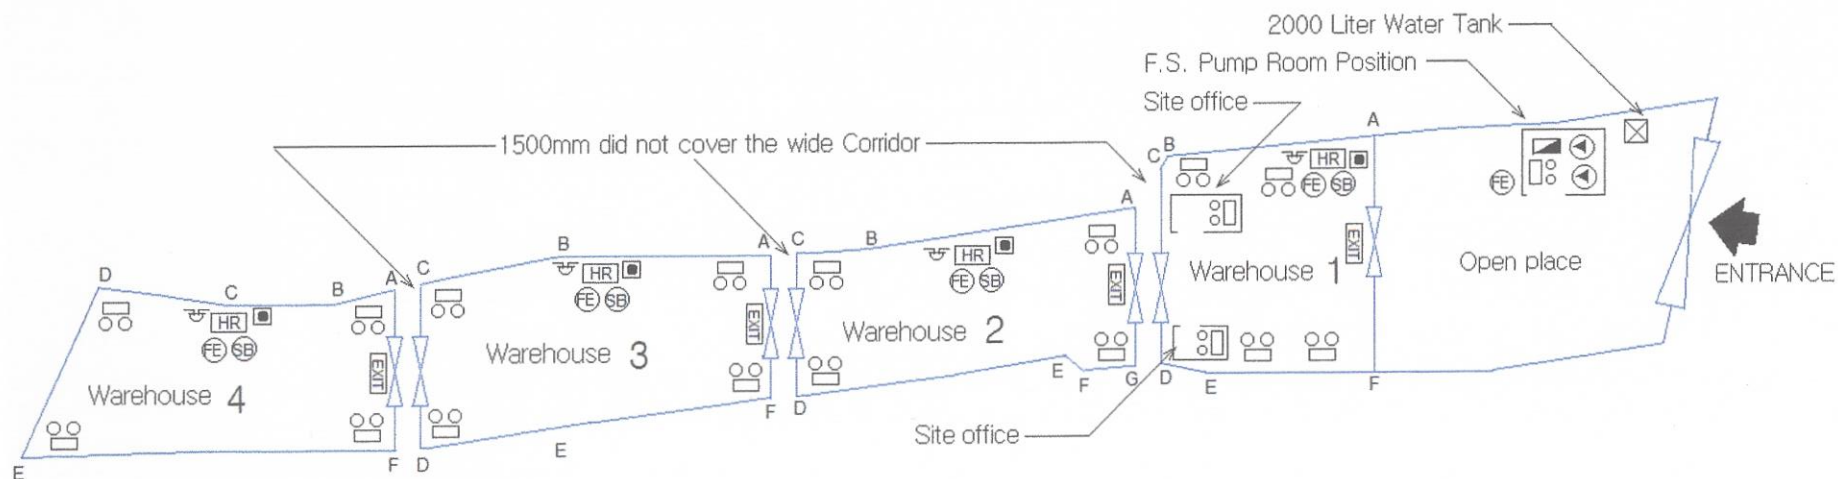 2000 Liter Water Tank
F.S. Pump Room Position
Site office
1500mm did not cover the wide Corridor
A
B
C
HR
FE
SB
FE
EXIT
Warehouse 1
Open place
ENTRANCE
D
E
F
Site office
A
B
C
HR
FE
SB
EXIT
Warehouse 2
D
E
F
G
A
B
C
HR
FE
SB
EXIT
Warehouse 3
D
E
F
A
B
C
D
HR
FE
SB
EXIT
Warehouse 4
E
F